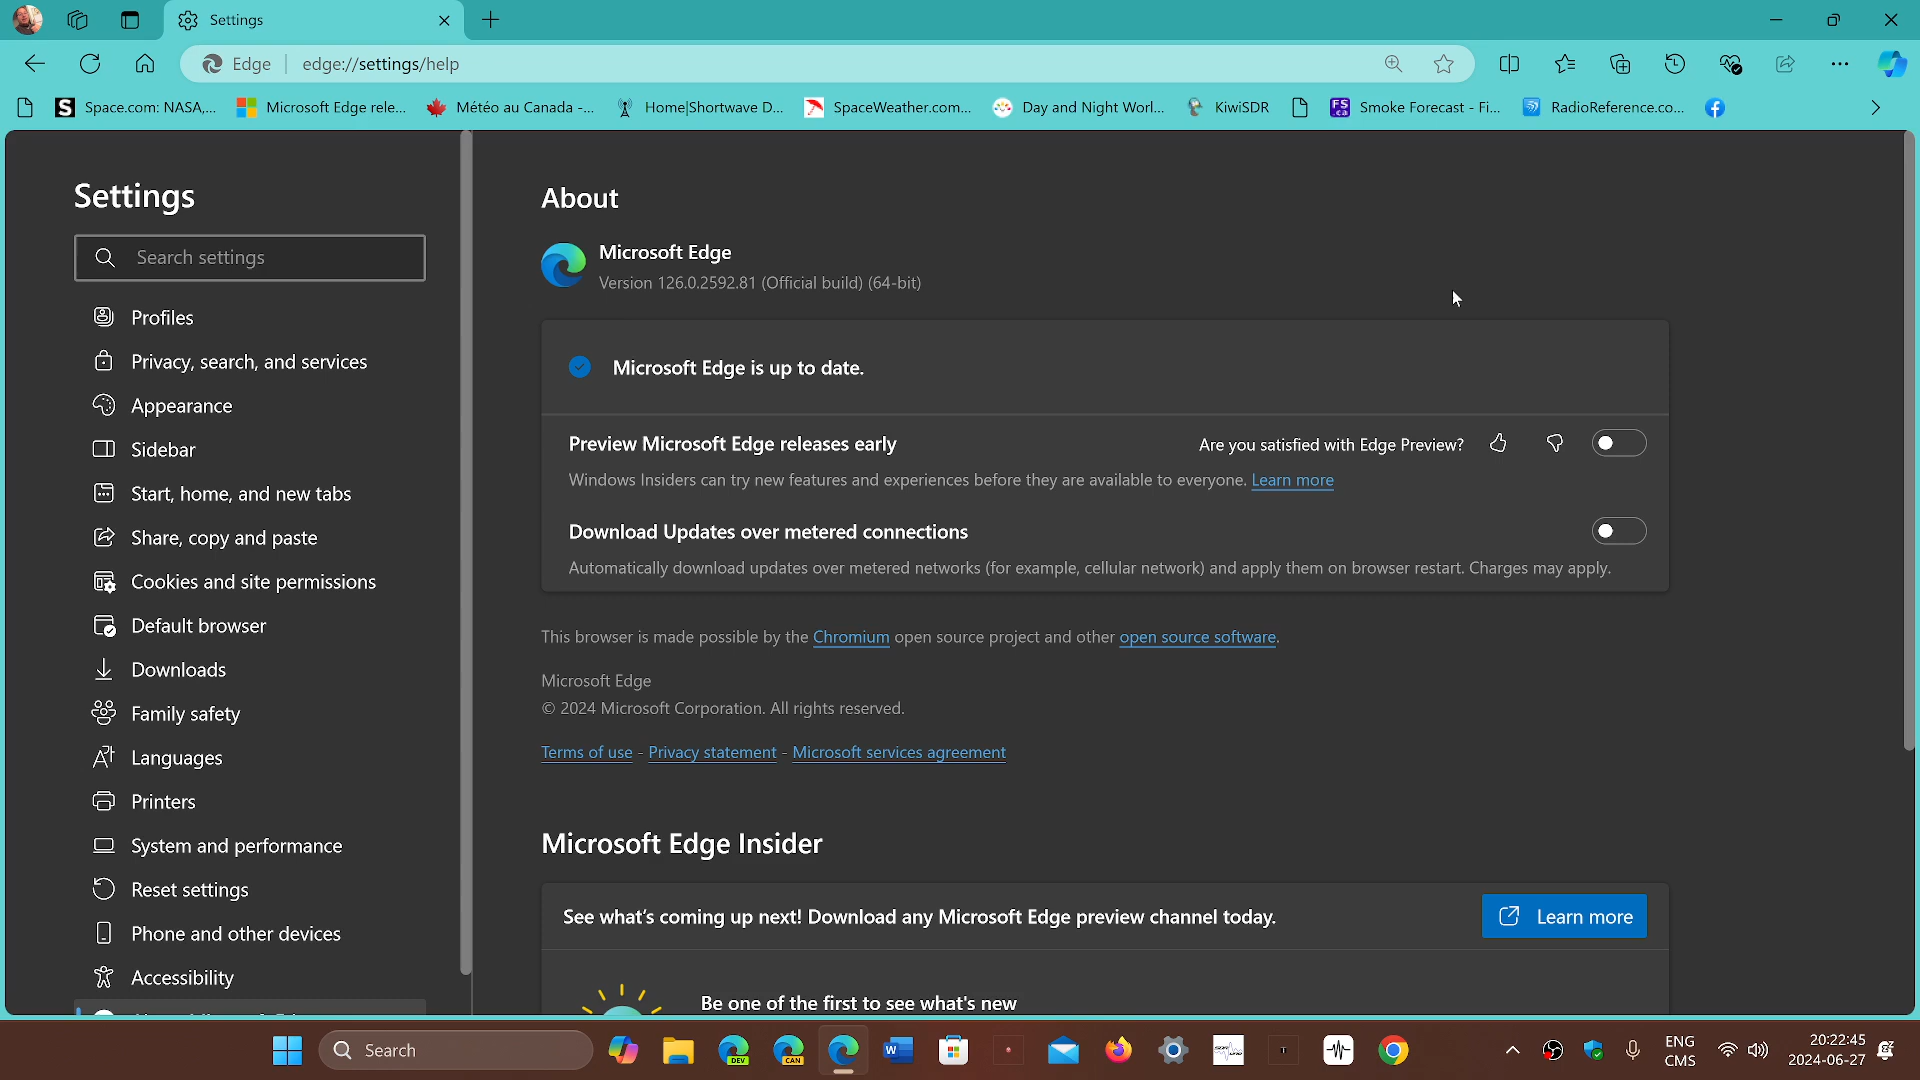 Settings
Edge
edge://settings/help
Space.com: NASA,...
Microsoft Edge rele...
Météo au Canada -...
Home|Shortwave D...
SpaceWeather.com...
Day and Night Worl...
KiwiSDR
FS.ca
Smoke Forecast - Fi...
RadioReference.co...
Settings
Search settings
Profiles
Privacy, search, and services
Appearance
Sidebar
Start, home, and new tabs
Share, copy and paste
Cookies and site permissions
Default browser
Downloads
Family safety
Languages
Printers
System and performance
Reset settings
Phone and other devices
Accessibility
About
Microsoft Edge
Version 126.0.2592.81 (Official build) (64-bit)
Microsoft Edge is up to date.
Preview Microsoft Edge releases early
Are you satisfied with Edge Preview?
Windows Insiders can try new features and experiences before they are available to everyone. Learn more
Download Updates over metered connections
Automatically download updates over metered networks (for example, cellular network) and apply them on browser restart. Charges may apply.
This browser is made possible by the Chromium open source project and other open source software.
Microsoft Edge
© 2024 Microsoft Corporation. All rights reserved.
Terms of use - Privacy statement - Microsoft services agreement
Microsoft Edge Insider
See what's coming up next! Download any Microsoft Edge preview channel today.
Learn more
Be one of the first to see what's new
Search
DEV
CAN
ENG
CMS
20:22:45
2024-06-27